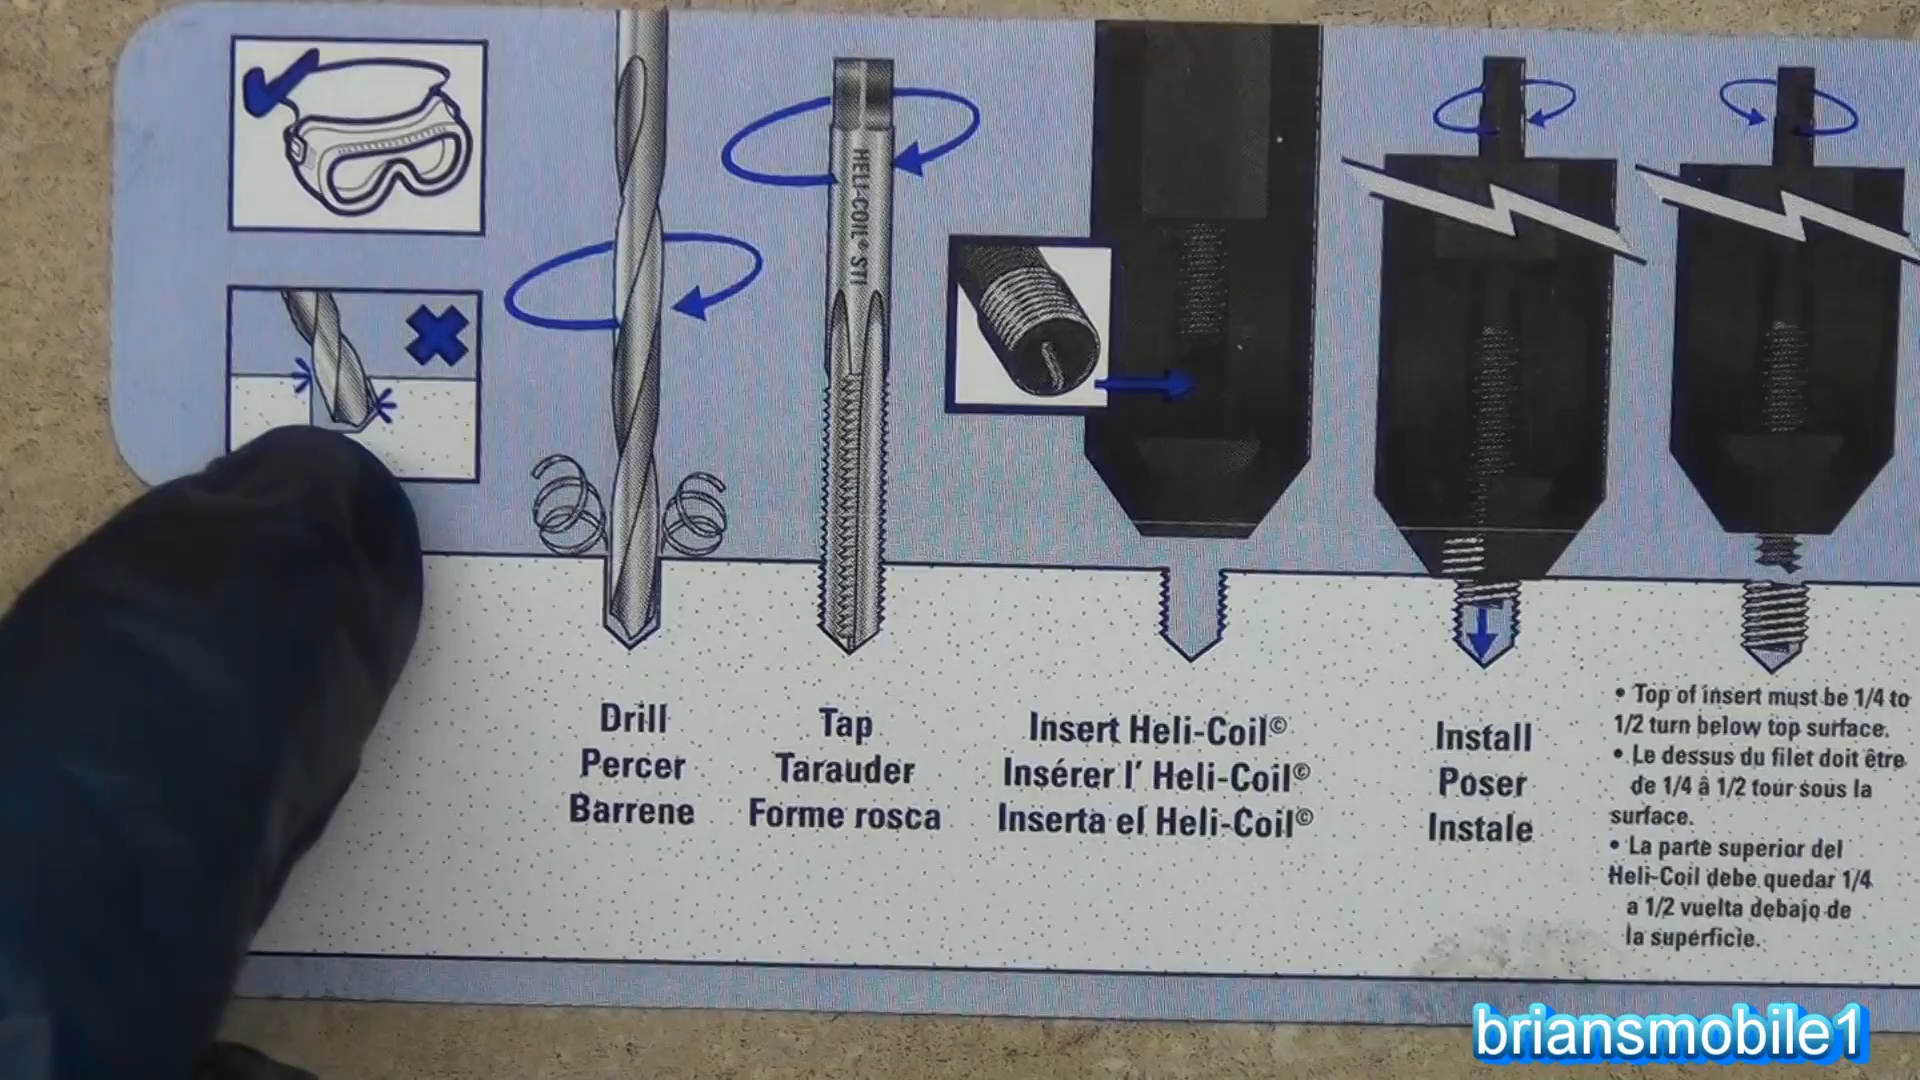 HELI-COIL® STI
Drill
Percer
Barrene
Tap
Tarauder
Forme rosca
Insert Heli-Coil©
Insérer l' Heli-Coil©
Inserta el Heli-Coil©
Install
Poser
Instale
• Top of insert must be 1/4 to
1/2 turn below top surface.
• Le dessus du filet doit être
de 1/4 â 1/2 tour sous la
surface.
• La parte superior del
Heli-Coil debe quedar 1/4
a 1/2 vuelta debajo de
la superficie.
briansmobile1